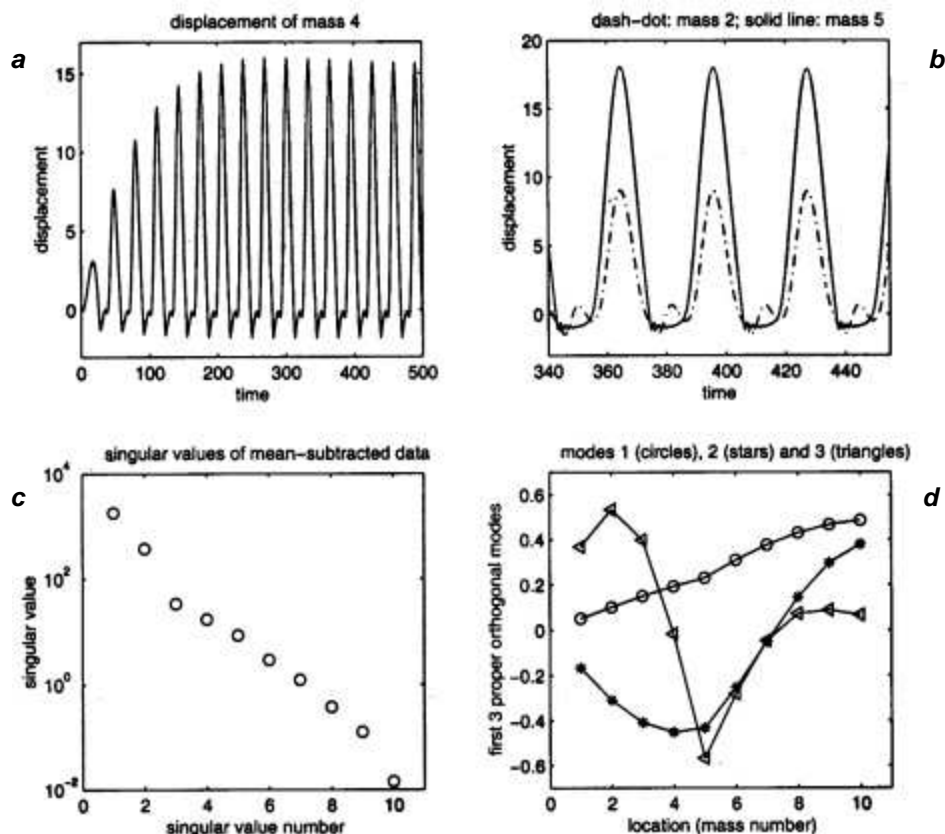 displacement of mass 4
a
displacement
15
10
5
0
0 100 200 300 400 500
time
dash-dot: mass 2; solid line: mass 5
b
displacement
20
15
10
5
0
340 360 380 400 420 440
time
singular values of mean-subtracted data
c
singular value
10^4
10^2
10^0
10^-2
0 2 4 6 8 10
singular value number
modes 1 (circles), 2 (stars) and 3 (triangles)
d
first 3 proper orthogonal modes
0.6
0.4
0.2
0
-0.2
-0.4
-0.6
0 2 4 6 8 10
location (mass number)